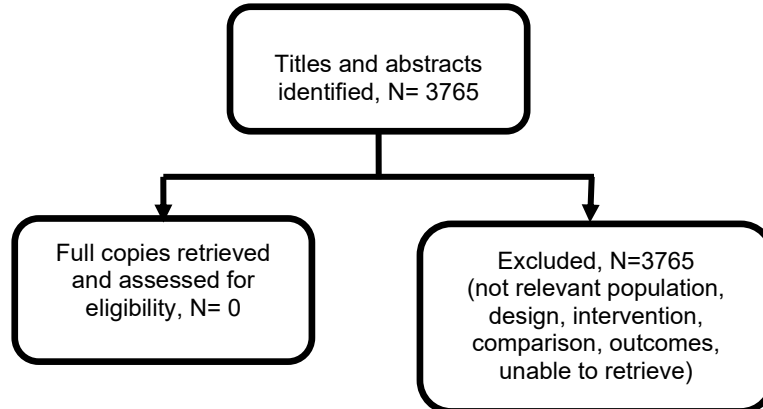 Titles and abstracts
identified, N= 3765
Full copies retrieved
and assessed for
eligibility, N= 0
Excluded, N=3765
(not relevant population,
design, intervention,
comparison, outcomes,
unable to retrieve)